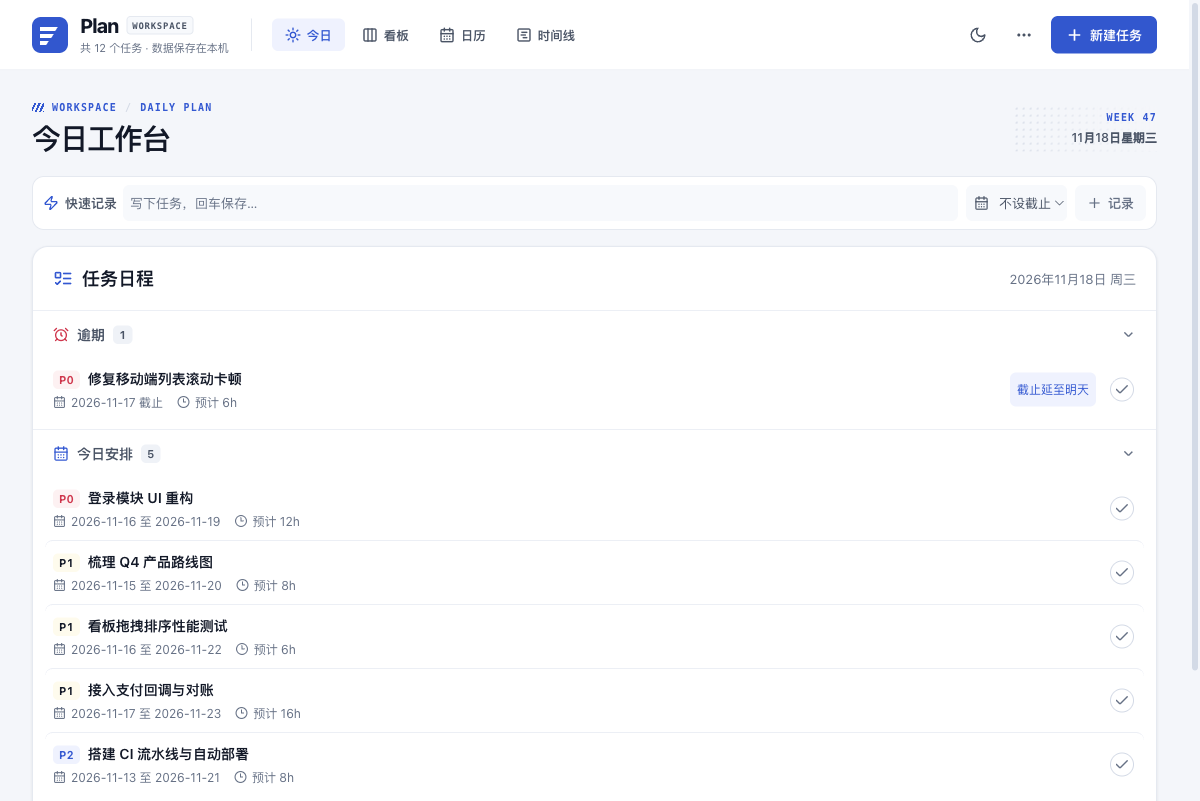 Plan WORKSPACE
共 12 个任务 · 数据保存在本机
今日
看板
日历
时间线
新建任务
WORKSPACE / DAILY PLAN
今日工作台
WEEK 47
11月18日星期三
快速记录
写下任务，回车保存...
不设截止
记录
任务日程
2026年11月18日 周三
逾期 1
P0 修复移动端列表滚动卡顿
2026-11-17 截止 预计 6h
截止延至明天
今日安排 5
P0 登录模块 UI 重构
2026-11-16 至 2026-11-19 预计 12h
P1 梳理 Q4 产品路线图
2026-11-15 至 2026-11-20 预计 8h
P1 看板拖拽排序性能测试
2026-11-16 至 2026-11-22 预计 6h
P1 接入支付回调与对账
2026-11-17 至 2026-11-23 预计 16h
P2 搭建 CI 流水线与自动部署
2026-11-13 至 2026-11-21 预计 8h